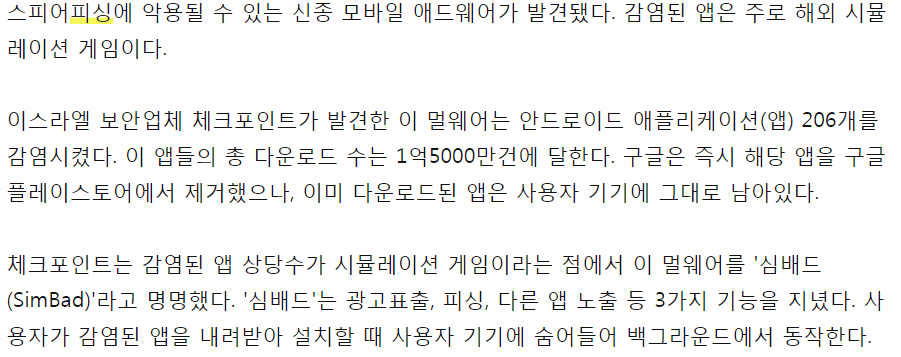 스피어피싱에 악용될 수 있는 신종 모바일 애드웨어가 발견됐다. 감염된 앱은 주로 해외 시뮬
레이션 게임이다.
이스라엘 보안업체 체크포인트가 발견한 이 멀웨어는 안드로이드 애플리케이션(앱) 206개를
감염시켰다. 이 앱들의 총 다운로드 수는 1억5000만건에 달한다. 구글은 즉시 해당 앱을 구글
플레이스토어에서 제거했으나, 이미 다운로드된 앱은 사용자 기기에 그대로 남아있다.
체크포인트는 감염된 앱 상당수가 시뮬레이션 게임이라는 점에서 이 멀웨어를 '심배드
(SimBad)'라고 명명했다. '심배드'는 광고표출, 피싱, 다른 앱 노출 등 3가지 기능을 지녔다. 사
용자가 감염된 앱을 내려받아 설치할 때 사용자 기기에 숨어들어 백그라운드에서 동작한다.